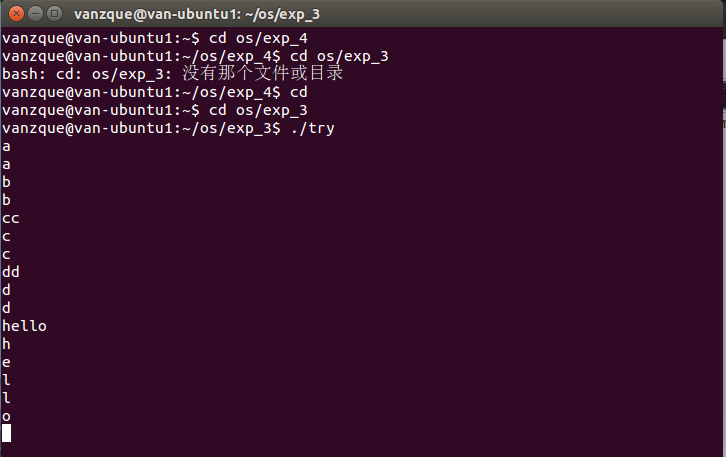 vanzque@van-ubuntu1: ~/os/exp_3
vanzque@van-ubuntu1:~$ cd os/exp_4
vanzque@van-ubuntu1:~/os/exp_4$ cd os/exp_3
bash: cd: os/exp_3: 没有那个文件或目录
vanzque@van-ubuntu1:~/os/exp_4$ cd
vanzque@van-ubuntu1:~$ cd os/exp_3
vanzque@van-ubuntu1:~/os/exp_3$ ./try
a
a
b
b
cc
c
c
dd
d
d
hello
h
e
l
l
o